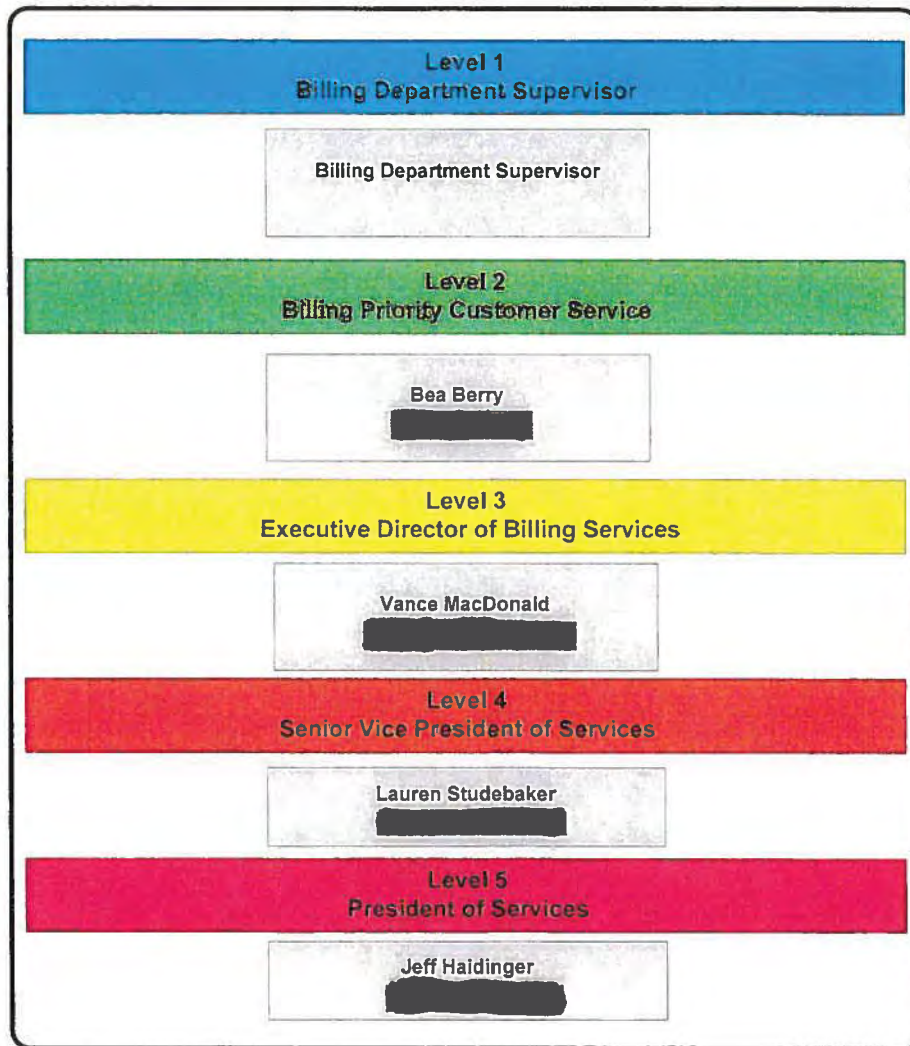 Level 1
Billing Department Supervisor
Billing Department Supervisor
Level 2
Billing Priority Customer Service
Bea Berry
Level 3
Executive Director of Billing Services
Vance MacDonald
Level 4
Senior Vice President of Services
Lauren Studebaker
Level 5
President of Services
Jeff Haidinger